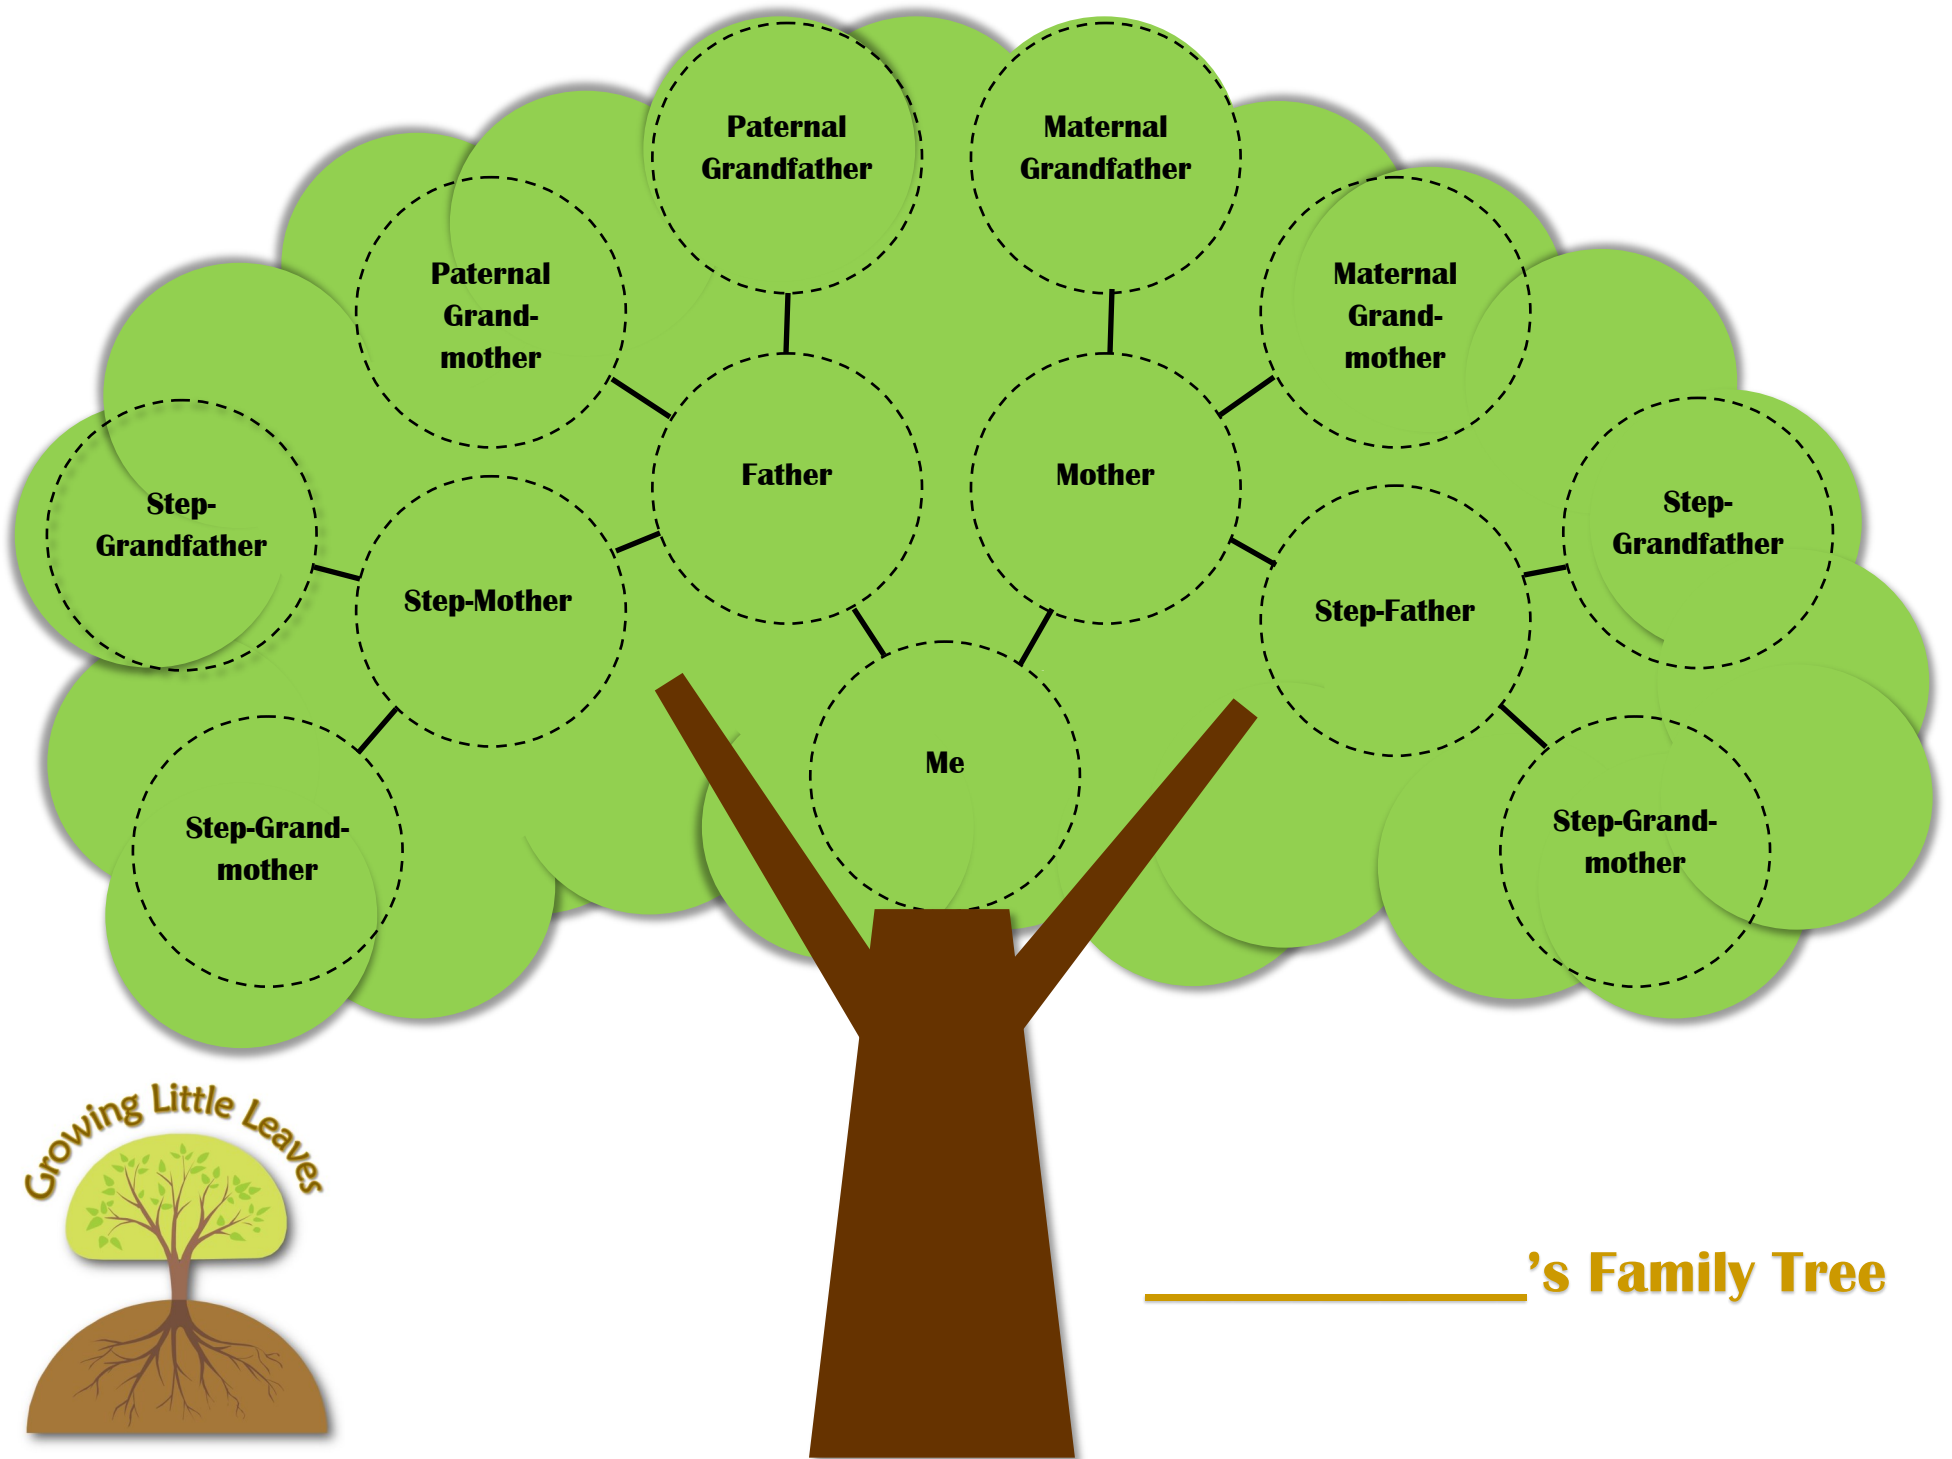 Paternal
Grandfather
Maternal
Grandfather
Paternal
Grand-
mother
Maternal
Grand-
mother
Father
Mother
Step-
Grandfather
Step-
Grandfather
Step-Mother
Step-Father
Me
Step-Grand-
mother
Step-Grand-
mother
Growing Little Leaves
’s Family Tree